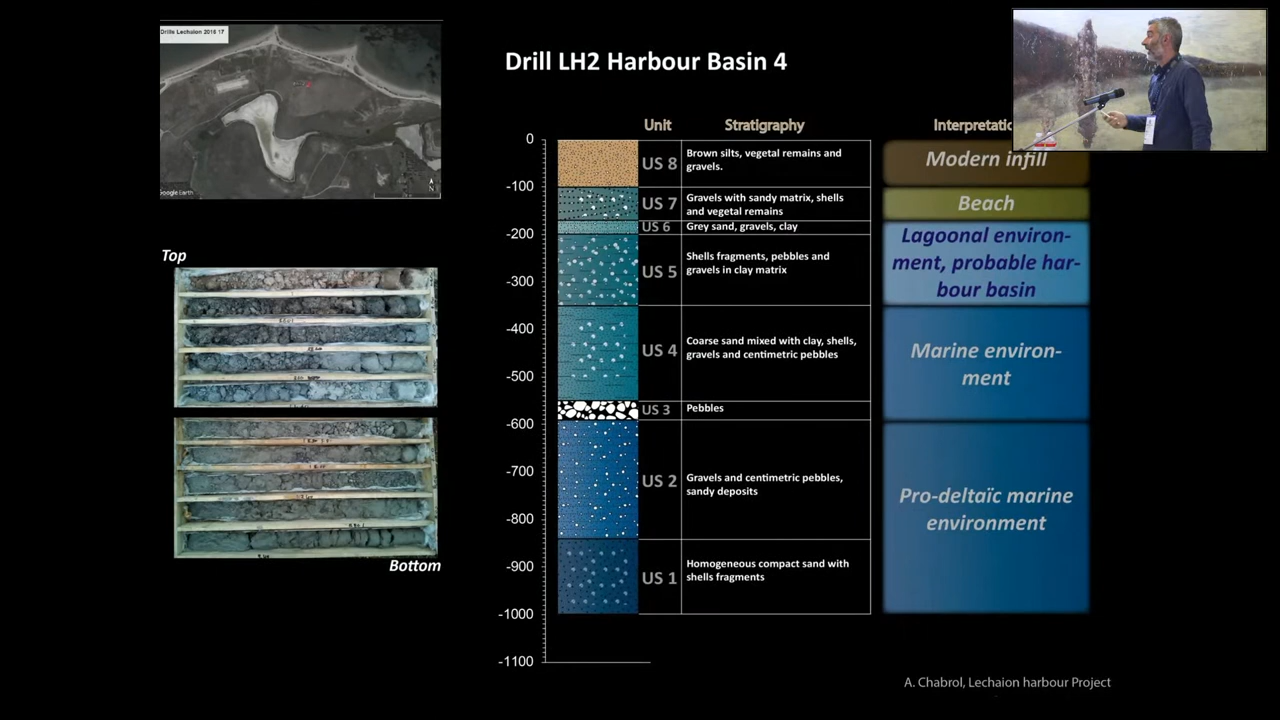 Drills Lechaion 2016 17
Google Earth
N
Top
Bottom
Drill LH2 Harbour Basin 4
Unit
Stratigraphy
Interpretatio
0
-100
-200
-300
-400
-500
-600
-700
-800
-900
-1000
-1100
US 8
Brown silts, vegetal remains and
gravels.
Modern infill
US 7
Gravels with sandy matrix, shells
and vegetal remains
Beach
US 6
Grey sand, gravels, clay
US 5
Shells fragments, pebbles and
gravels in clay matrix
Lagoonal environ-
ment, probable har-
bour basin
US 4
Coarse sand mixed with clay, shells,
gravels and centimetric pebbles
Marine environ-
ment
US 3
Pebbles
US 2
Gravels and centimetric pebbles,
sandy deposits
Pro-deltaïc marine
environment
US 1
Homogeneous compact sand with
shells fragments
A. Chabrol, Lechaion harbour Project